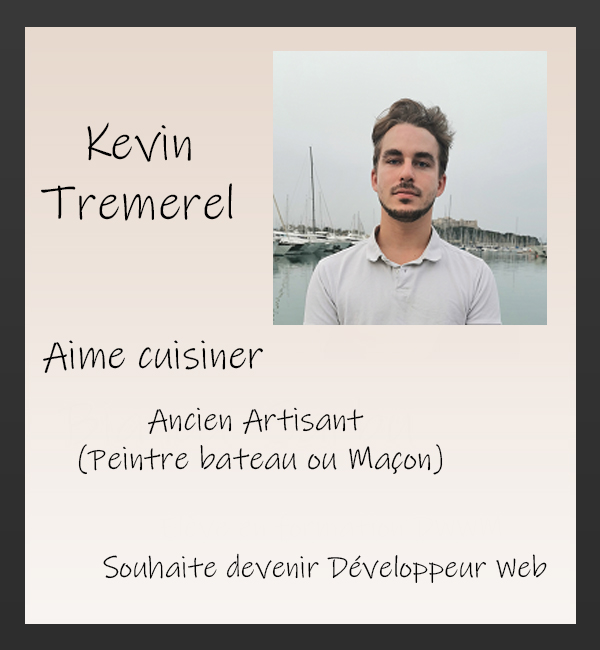 Kevin
Tremerel
Aime cuisiner
Ancien Artisant
(Peintre bateau ou Maçon)
Souhaite devenir Développeur Web